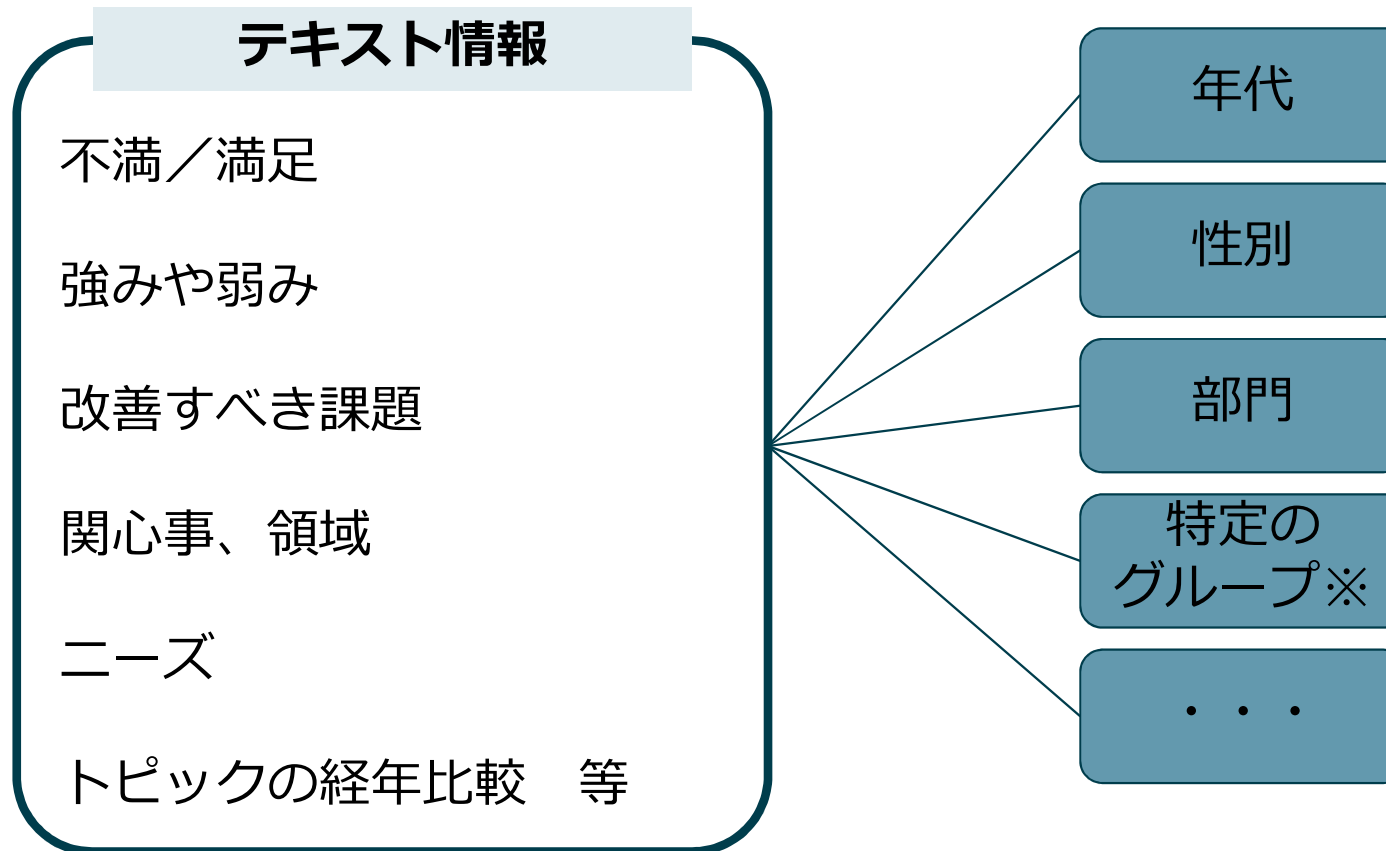 テキスト情報
不満／満足
強みや弱み
改善すべき課題
関心事、領域
ニーズ
トピックの経年比較　等
年代
性別
部門
特定の
グループ※
・・・